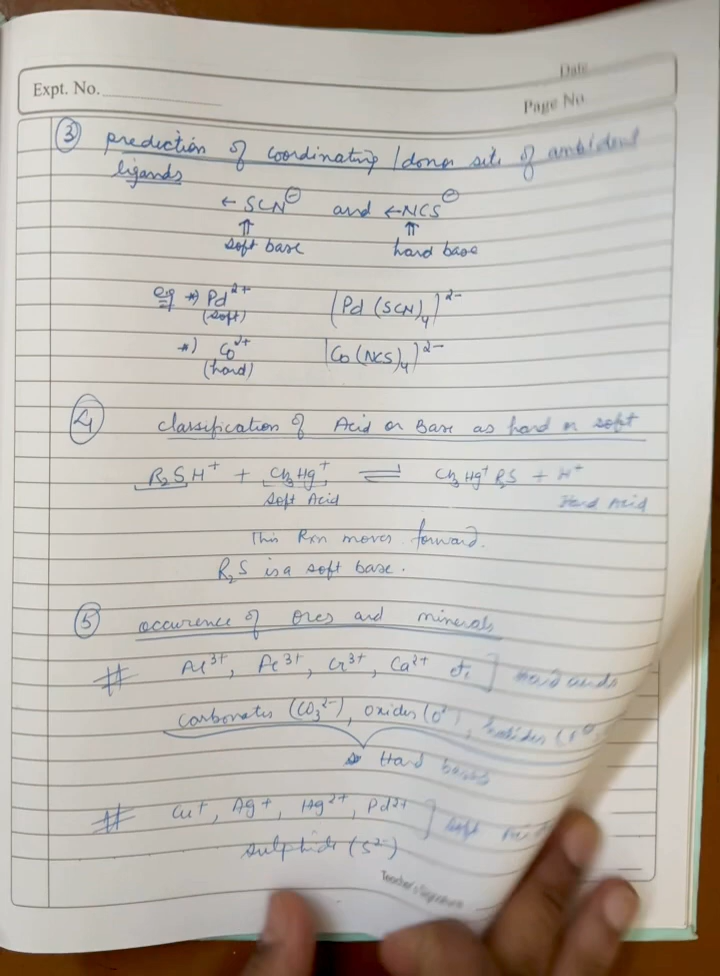 Date
Expt. No.
Page No
③ prediction of coordinating / donor site of ambident
ligands
← SCN⊖ and ←NCS⊖
⇑ ⇑
soft base hard base
eg *) Pd²⁺ [Pd (SCN)₄]²⁻
(soft)
*) Co²⁺ [Co (NCS)₄]²⁻
(hard)
④ classification of Acid or Base as hard or soft
R₂SH⁺ + CH₃Hg⁺ ⇌ CH₃Hg⁺R₂S + H⁺
Soft Acid Hard Acid
This Rxn moves forward.
R₂S is a soft base.
⑤ occurence of ores and minerals
# Al³⁺, Fe³⁺, Cr³⁺, Ca²⁺ etc ] Hard acids
Carbonates (CO₃²⁻), oxides (O²⁻), halides
Hard bases
# Cu⁺, Ag⁺, Hg²⁺, Pd²⁺ ] soft
sulphide (S²⁻)
Teacher's Signature